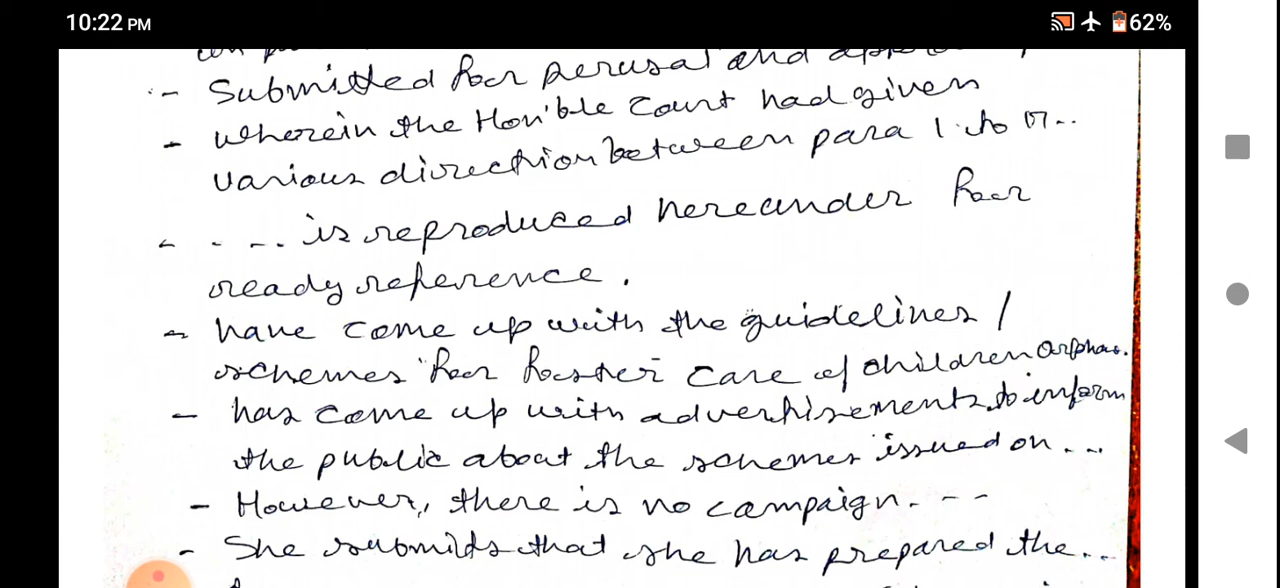 10:22 PM
62%
- Submitted for perusal and
- wherein the Hon'ble Court had given
various direction between para 1 to 17...
- .... is reproduced hereunder for
ready reference.
- have come up with the guidelines /
schemes for foster care of children orphan.
- has come up with advertisements to inform
the public about the schemes issued on ....
- However, there is no campaign. - -
- She submits that she has prepared the...